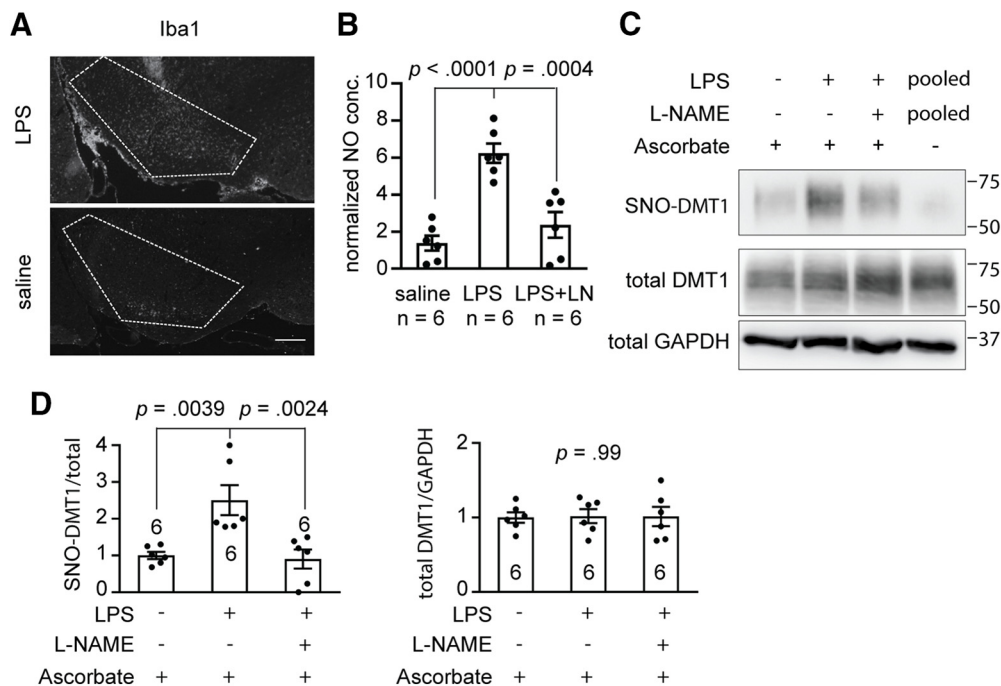 A
Iba1
LPS
saline
B
p < .0001 p = .0004
normalized NO conc.
10
8
6
4
2
0
saline LPS LPS+LN
n = 6 n = 6 n = 6
C
LPS - + + pooled
L-NAME - - + pooled
Ascorbate + + + -
SNO-DMT1
75
50
total DMT1
75
50
total GAPDH
37
D
p = .0039 p = .0024
SNO-DMT1/total
4
3
2
1
0
6 6 6
LPS - + +
L-NAME - - +
Ascorbate + + +
p = .99
total DMT1/GAPDH
2
1
0
6 6 6
LPS - + +
L-NAME - - +
Ascorbate + + +